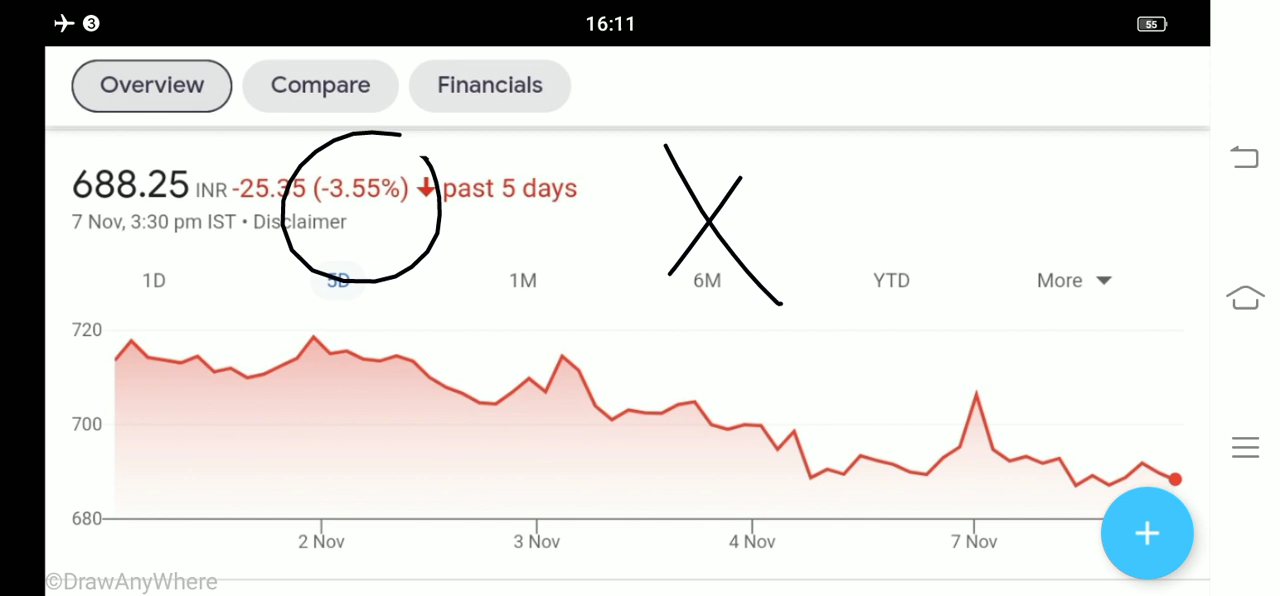 3 16:11 55
Overview Compare Financials
688.25 INR -25.35 (-3.55%) past 5 days
7 Nov, 3:30 pm IST • Disclaimer
1D 5D 1M 6M YTD More
720
700
680
2 Nov 3 Nov 4 Nov 7 Nov
©DrawAnyWhere